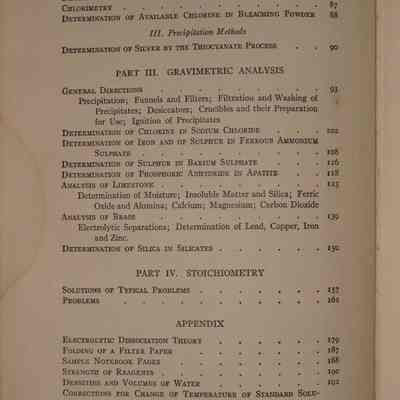 CHLORIMETRY . . . . . . . . . . 87
DETERMINATION OF AVAILABLE CHLORINE IN BLEACHING POWDER 88
III. Precipitation Methods
DETERMINATION OF SILVER BY THE THIOCYANATE PROCESS . . 90
PART III. GRAVIMETRIC ANALYSIS
GENERAL DIRECTIONS . . . . . . . . . 93
Precipitation; Funnels and Filters; Filtration and Washing of
Precipitates; Desiccators; Crucibles and their Preparation
for Use; Ignition of Precipitates
DETERMINATION OF CHLORINE IN SODIUM CHLORIDE . . . 102
DETERMINATION OF IRON AND OF SULPHUR IN FERROUS AMMONIUM
SULPHATE . . . . . . . . . . 108
DETERMINATION OF SULPHUR IN BARIUM SULPHATE . . . 116
DETERMINATION OF PHOSPHORIC ANHYDRIDE IN APATITE . . 118
ANALYSIS OF LIMESTONE . . . . . . . . 123
Determination of Moisture; Insoluble Matter and Silica; Ferric
Oxide and Alumina; Calcium; Magnesium; Carbon Dioxide
ANALYSIS OF BRASS . . . . . . . . . 139
Electrolytic Separations; Determination of Lead, Copper, Iron
and Zinc.
DETERMINATION OF SILICA IN SILICATES . . . . . . 150
PART IV. STOICHIOMETRY
SOLUTIONS OF TYPICAL PROBLEMS . . . . . . . 157
PROBLEMS . . . . . . . . . 162
APPENDIX
ELECTROLYTIC DISSOCIATION THEORY . . . . . . 179
FOLDING OF A FILTER PAPER . . . . . . . 187
SAMPLE NOTEBOOK PAGES . . . . . . . . 188
STRENGTH OF REAGENTS . . . . . . . . 190
DENSITIES AND VOLUMES OF WATER . . . . . . 192
CORRECTIONS FOR CHANGE OF TEMPERATURE OF STANDARD SOLU-